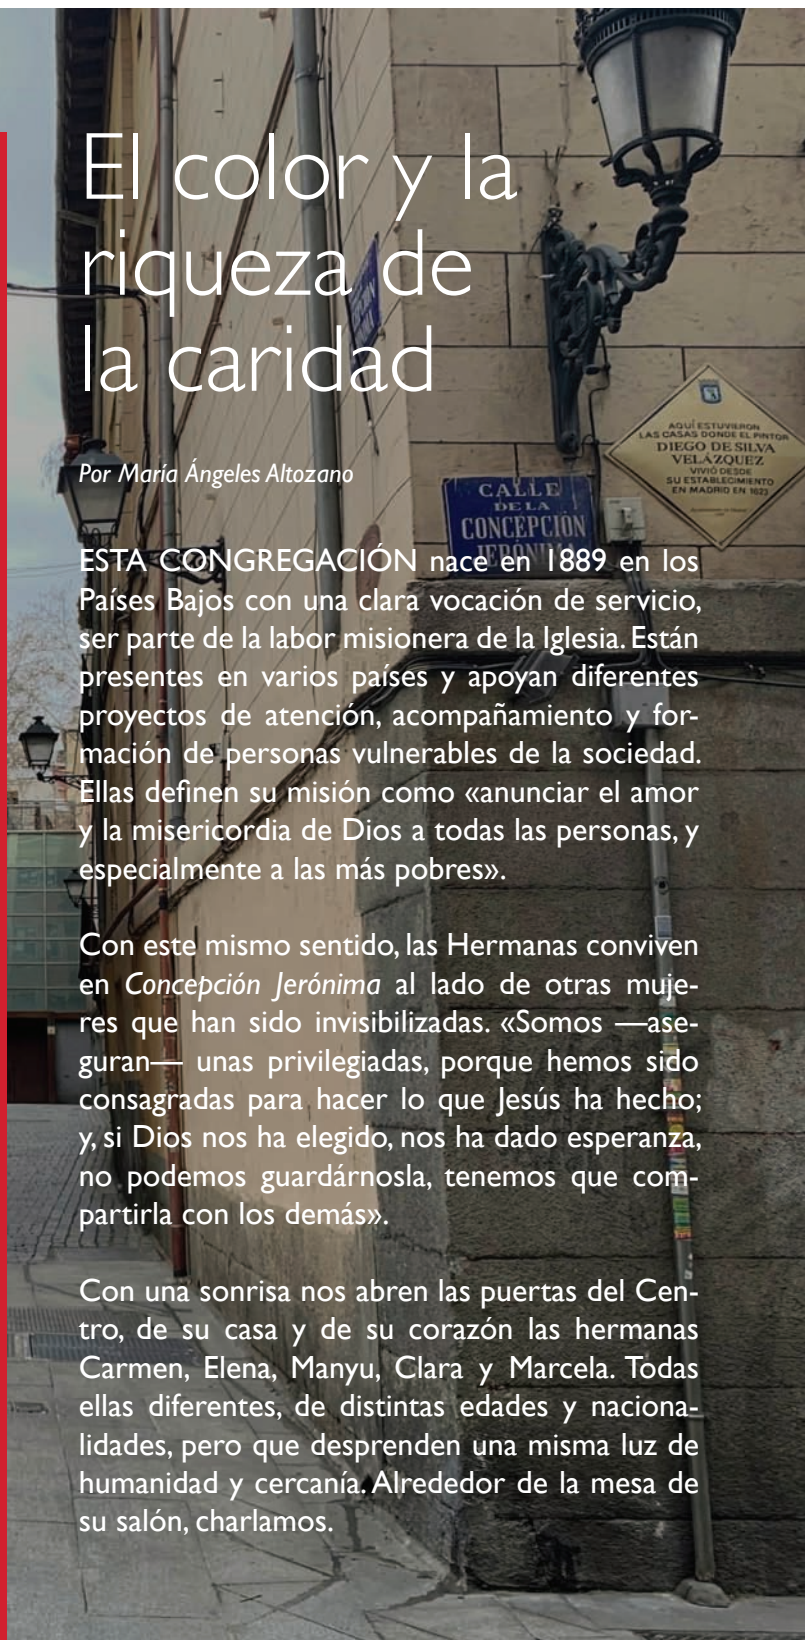 El color y la
riqueza de
la caridad
Por María Ángeles Altozano
AQUÍ ESTUVIERON
LAS CASAS DONDE EL PINTOR
DIEGO DE SILVA
VELÁZQUEZ
VIVIÓ DESDE
SU ESTABLECIMIENTO
EN MADRID EN 1623
CALLE
DE LA
CONCEPCIÓN
JERÓNIMA
ESTA CONGREGACIÓN nace en 1889 en los
Países Bajos con una clara vocación de servicio,
ser parte de la labor misionera de la Iglesia. Están
presentes en varios países y apoyan diferentes
proyectos de atención, acompañamiento y for-
mación de personas vulnerables de la sociedad.
Ellas definen su misión como «anunciar el amor
y la misericordia de Dios a todas las personas, y
especialmente a las más pobres».
Con este mismo sentido, las Hermanas conviven
en Concepción Jerónima al lado de otras muje-
res que han sido invisibilizadas. «Somos —ase-
guran— unas privilegiadas, porque hemos sido
consagradas para hacer lo que Jesús ha hecho;
y, si Dios nos ha elegido, nos ha dado esperanza,
no podemos guardárnosla, tenemos que com-
partirla con los demás».
Con una sonrisa nos abren las puertas del Cen-
tro, de su casa y de su corazón las hermanas
Carmen, Elena, Manyu, Clara y Marcela. Todas
ellas diferentes, de distintas edades y naciona-
lidades, pero que desprenden una misma luz de
humanidad y cercanía. Alrededor de la mesa de
su salón, charlamos.